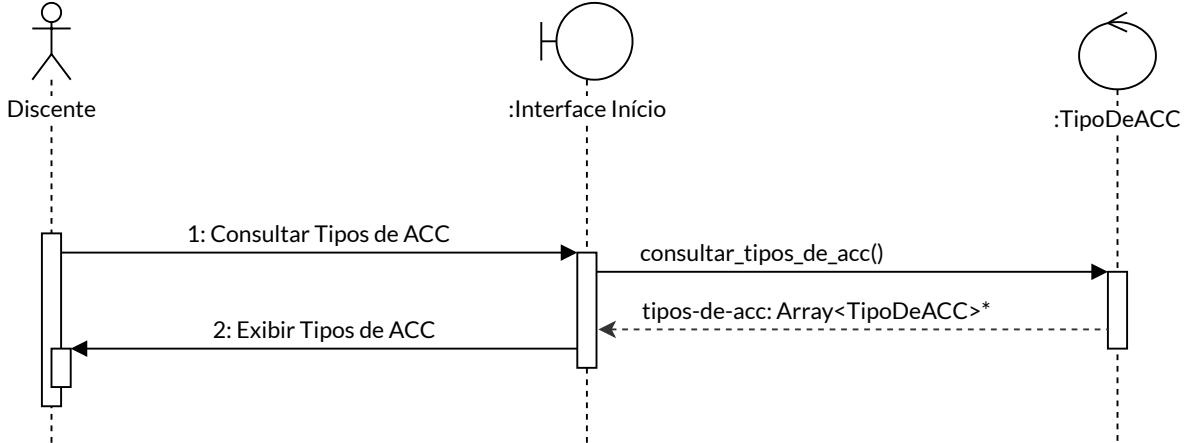 Discente
:Interface Início
:TipoDeACC
1: Consultar Tipos de ACC
consultar_tipos_de_acc()
tipos-de-acc: Array<TipoDeACC>*
2: Exibir Tipos de ACC